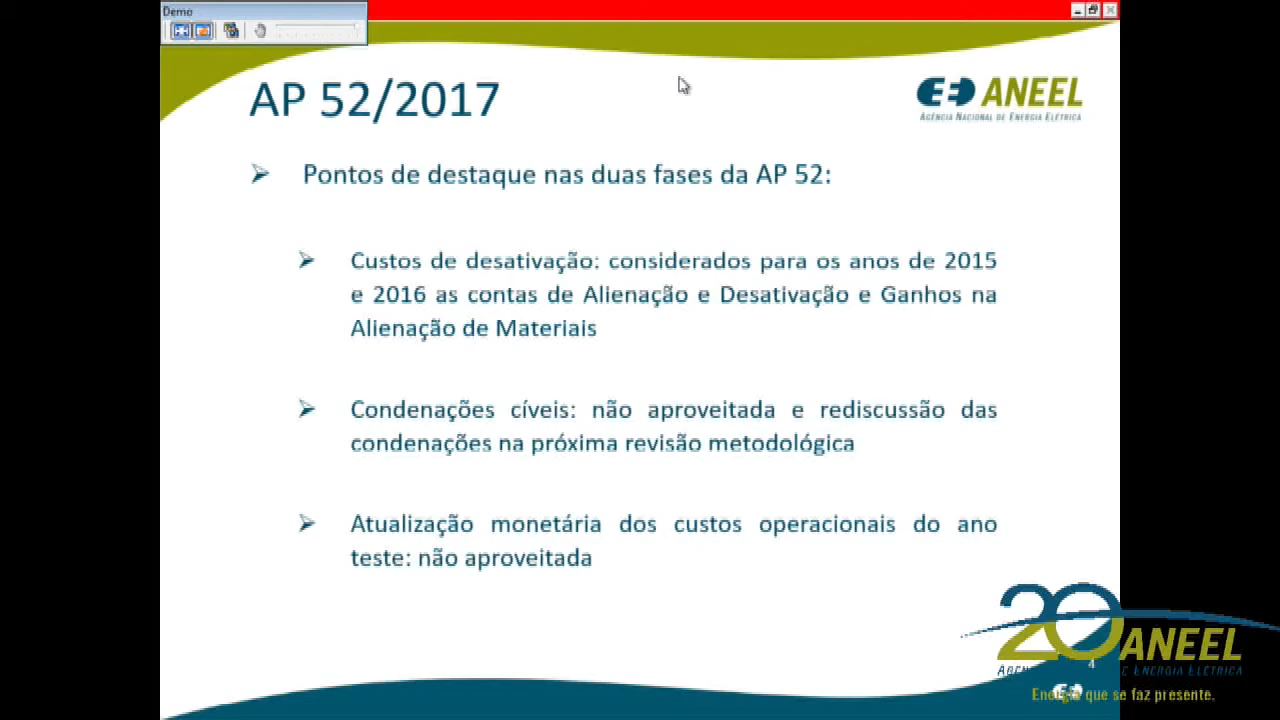 Demo
AP 52/2017
ANEEL
AGÊNCIA NACIONAL DE ENERGIA ELÉTRICA
Pontos de destaque nas duas fases da AP 52:
Custos de desativação: considerados para os anos de 2015
e 2016 as contas de Alienação e Desativação e Ganhos na
Alienação de Materiais
Condenações cíveis: não aproveitada e rediscussão das
condenações na próxima revisão metodológica
Atualização monetária dos custos operacionais do ano
teste: não aproveitada
20 ANEEL
4
DE ENERGIA ELÉTRICA
Energia que se faz presente.